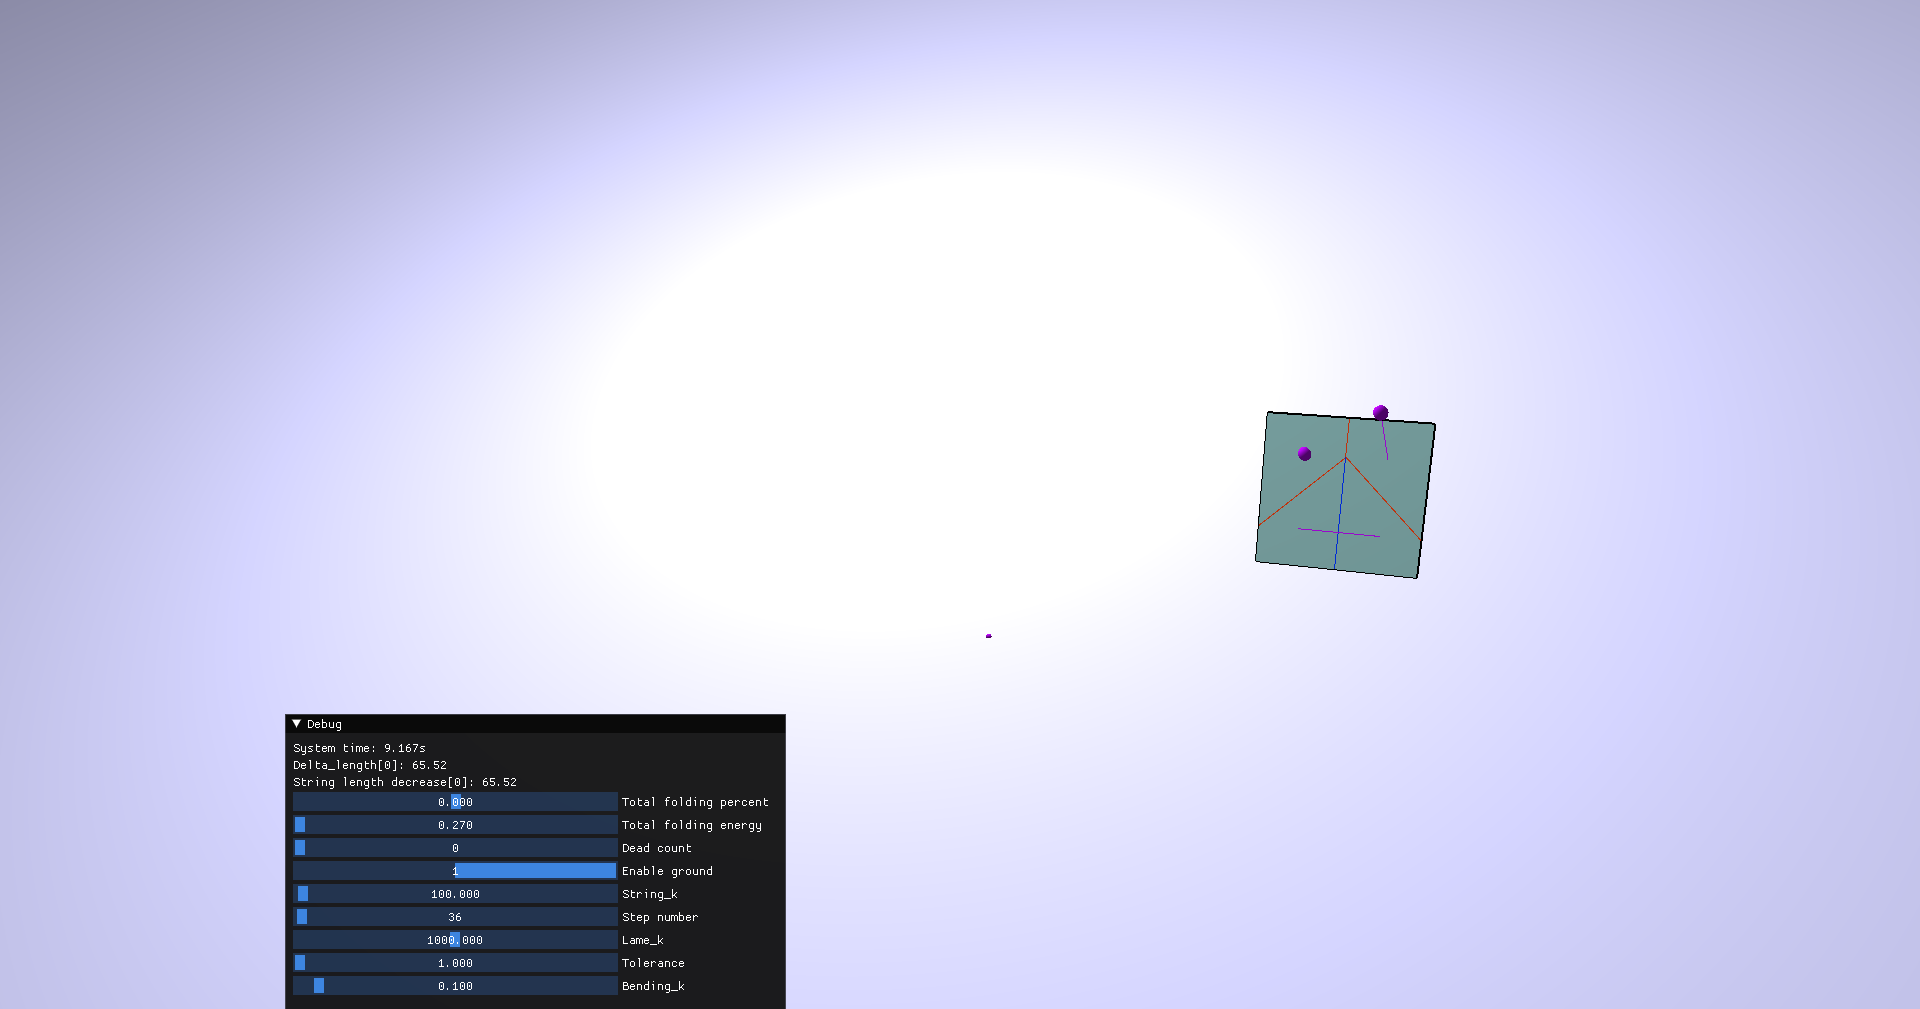 Debug
System time: 9.167s
Delta_length[0]: 65.52
String length decrease[0]: 65.52
0.000 Total folding percent
0.270 Total folding energy
0 Dead count
1 Enable ground
100.000 String_k
36 Step number
1000.000 Lame_k
1.000 Tolerance
0.100 Bending_k